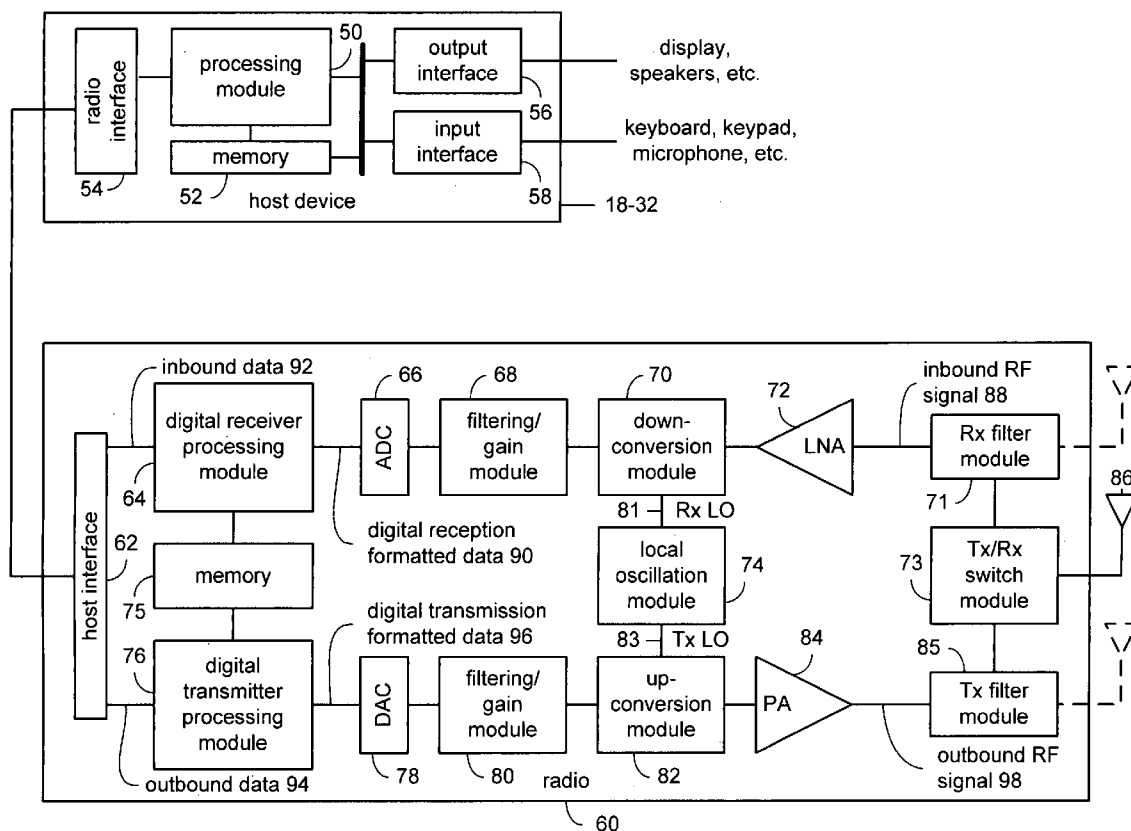 50
processing
module
output
interface
56
display,
speakers, etc.
radio
interface
54
memory
52
input
interface
58
keyboard, keypad,
microphone, etc.
host device
18-32
inbound data 92
66
68
70
72
inbound RF
signal 88
digital receiver
processing
module
64
ADC
filtering/
gain
module
down-
conversion
module
LNA
Rx filter
module
71
86
81
Rx LO
digital reception
formatted data 90
host interface
62
memory
75
local
oscillation
module
74
73
Tx/Rx
switch
module
digital transmission
formatted data 96
83
Tx LO
84
85
76
digital
transmitter
processing
module
DAC
78
filtering/
gain
module
80
up-
conversion
module
82
PA
Tx filter
module
outbound data 94
radio
outbound RF
signal 98
60